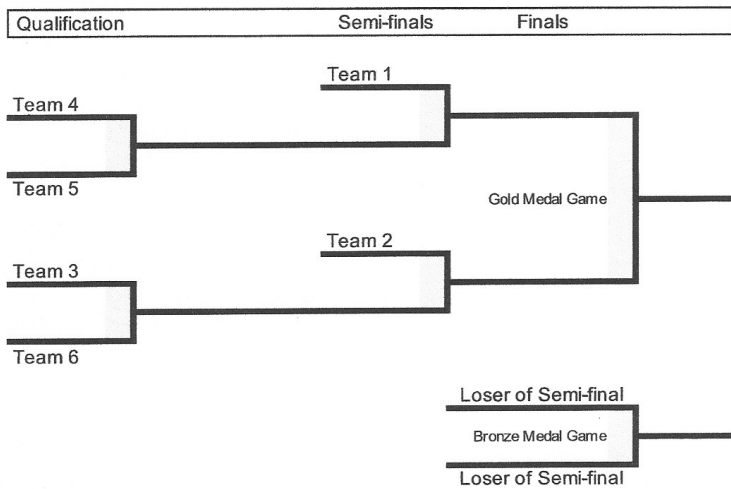 Qualification Semi-finals Finals
Team 1
Team 4
Team 5
Gold Medal Game
Team 2
Team 3
Team 6
Loser of Semi-final
Bronze Medal Game
Loser of Semi-final